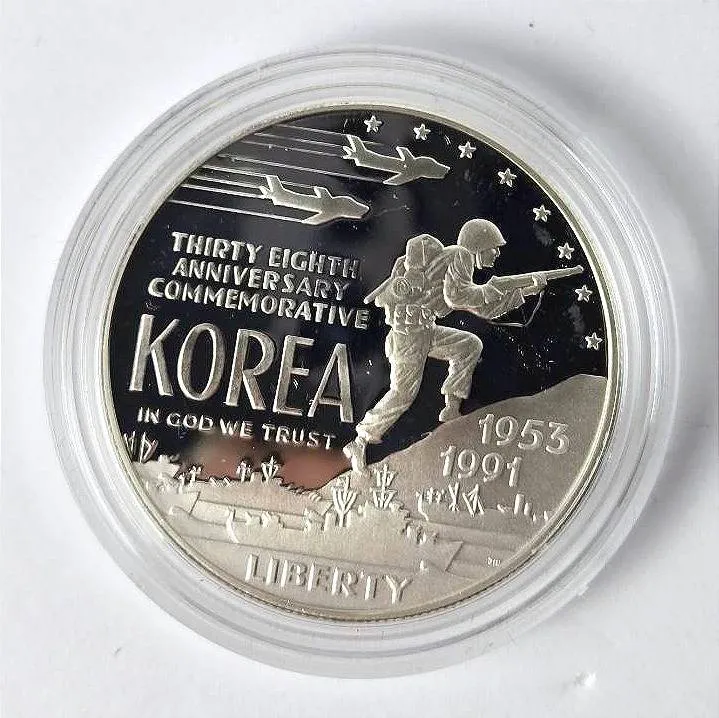 THIRTY EIGHTH
ANNIVERSARY
COMMEMORATIVE
KOREA
IN GOD WE TRUST
1953
1991
LIBERTY